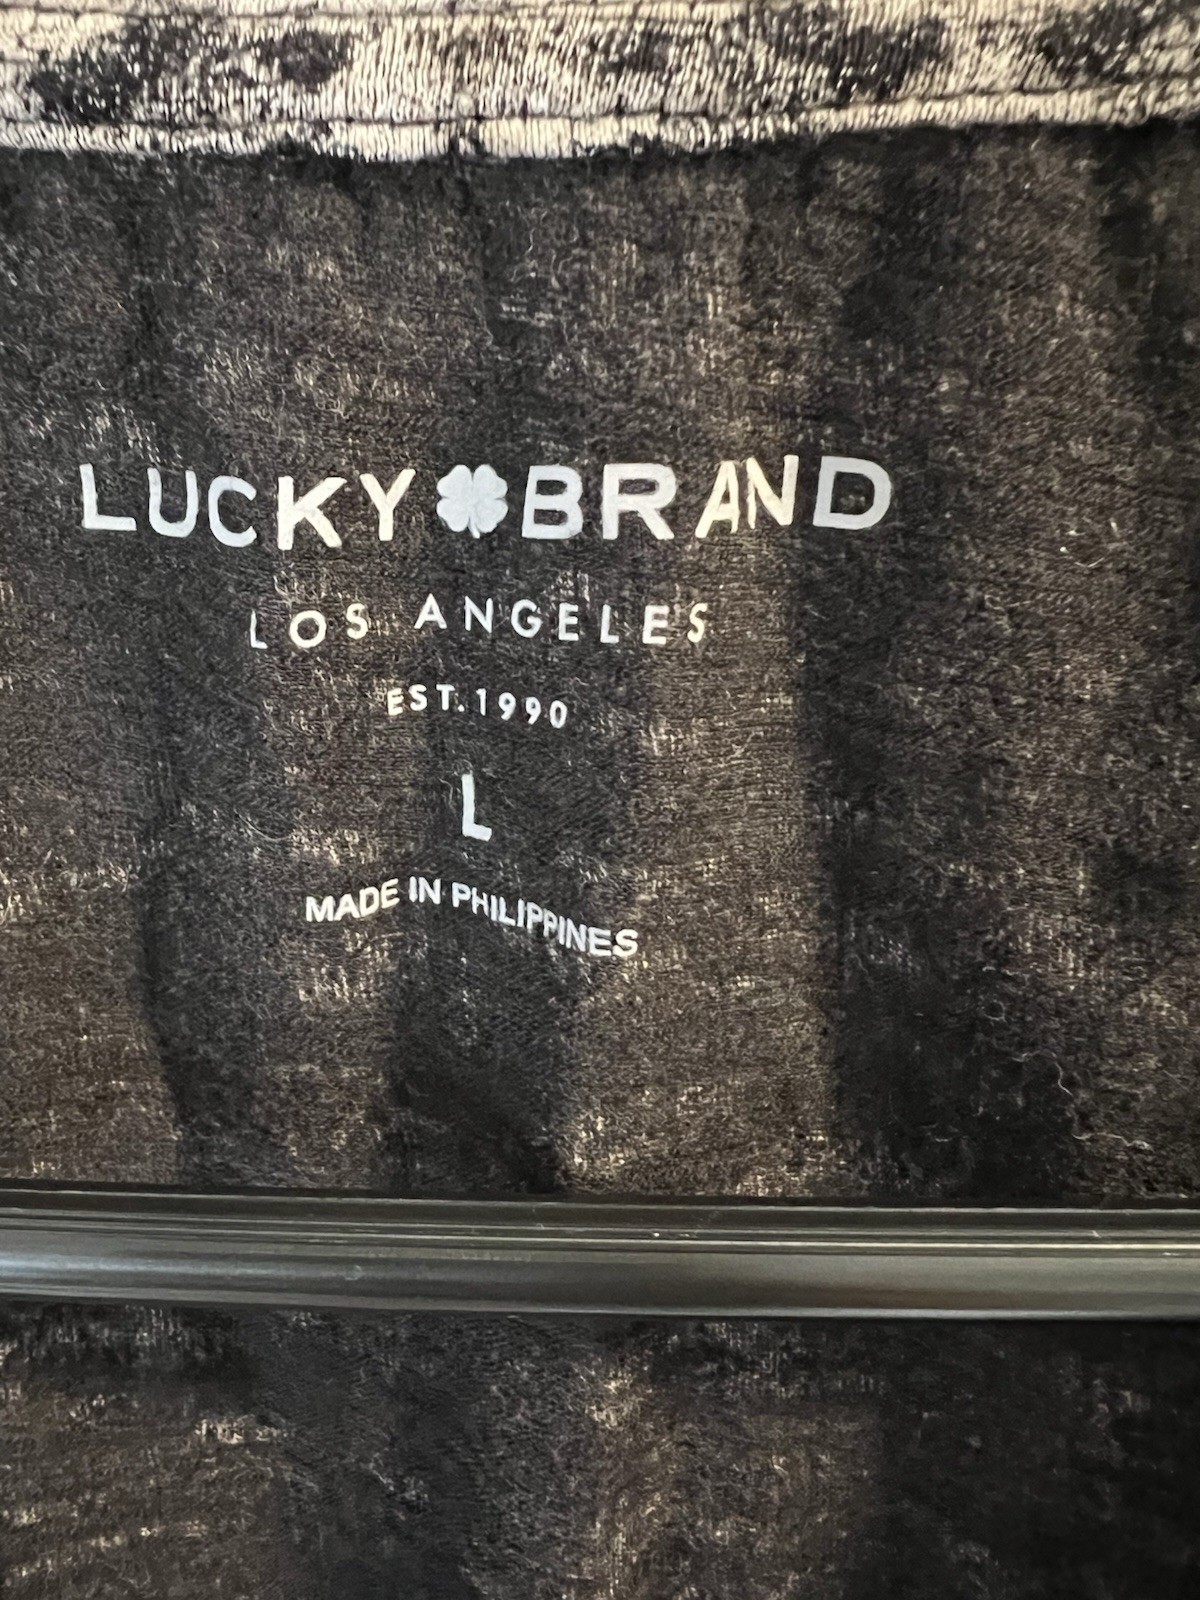 LUCKY BRAND
LOS ANGELES
EST. 1990
L
MADE IN PHILIPPINES